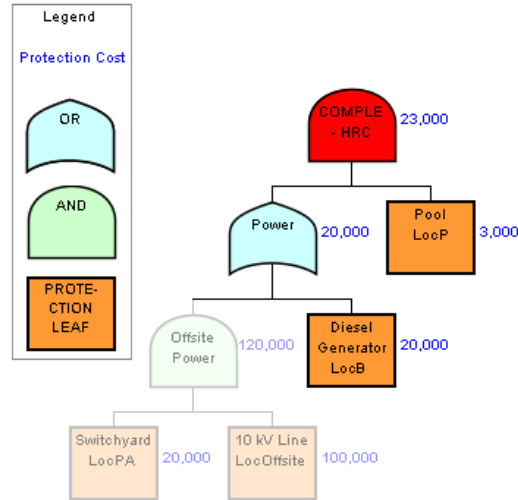 Legend
Protection Cost
OR
AND
PROTE-
CTION
LEAF
COMPLE
- HRC
23,000
Power
20,000
Pool
LocP
3,000
Offsite
Power
120,000
Diesel
Generator
LocB
20,000
Switchyard
LocPA
20,000
10 kV Line
LocOffsite
100,000